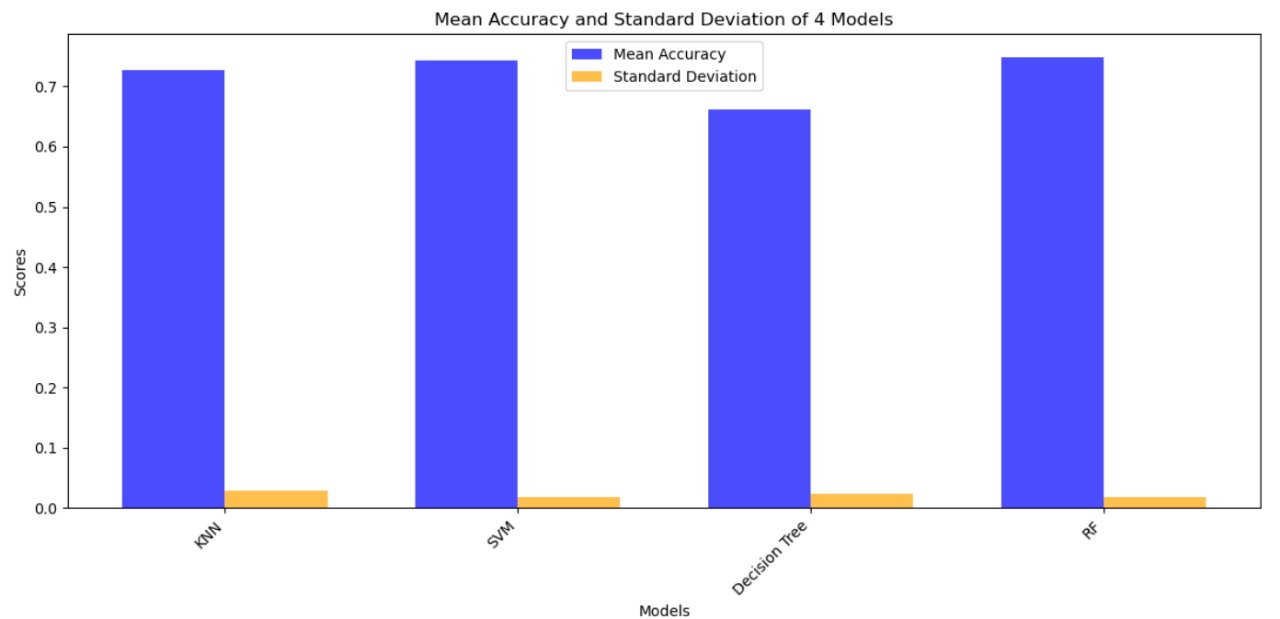 Mean Accuracy and Standard Deviation of 4 Models
Mean Accuracy
Standard Deviation
Scores
0.7
0.6
0.5
0.4
0.3
0.2
0.1
0.0
KNN
SVM
Decision Tree
RF
Models